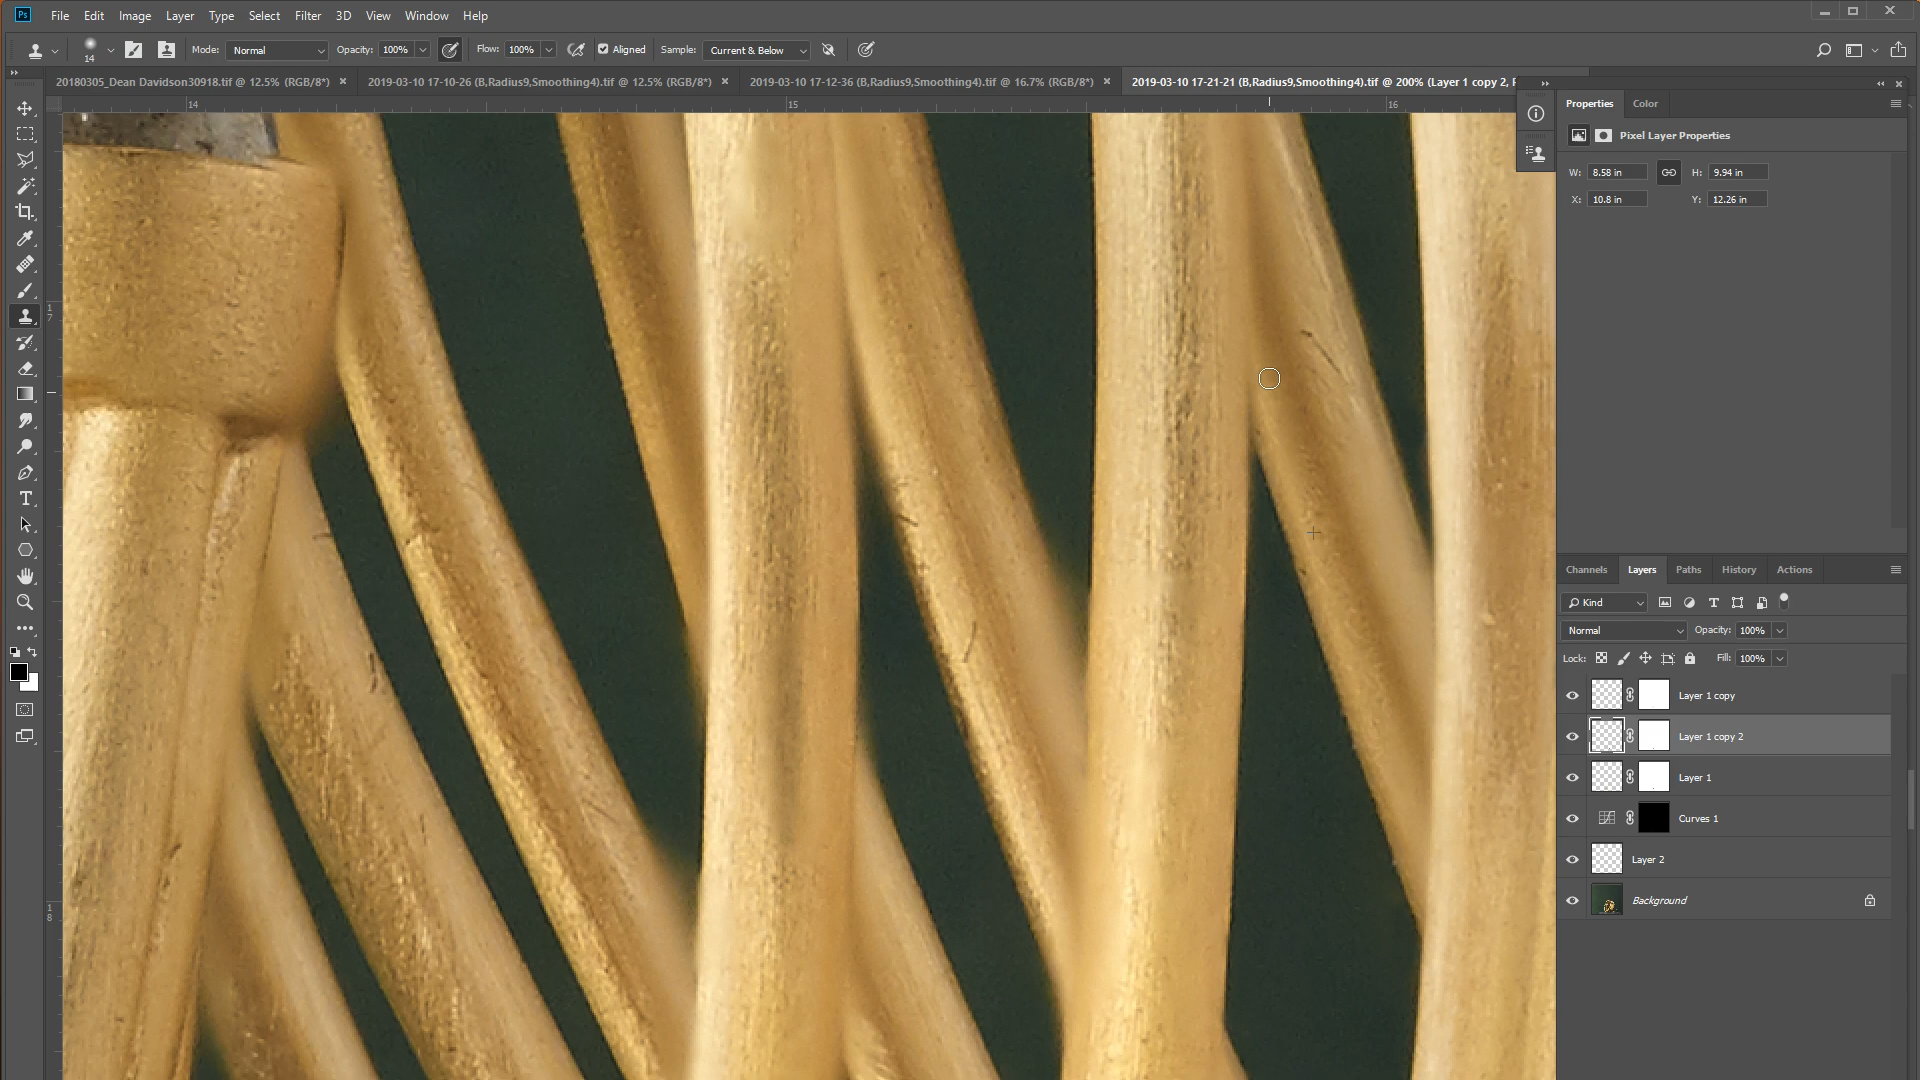 Ps File Edit Image Layer Type Select Filter 3D View Window Help
14 Mode: Normal Opacity: 100% Flow: 100% Aligned Sample: Current & Below
20180305_Dean Davidson30918.tif @ 12.5% (RGB/8*) 2019-03-10 17-10-26 (B,Radius9,Smoothing4).tif @ 12.5% (RGB/8*) 2019-03-10 17-12-36 (B,Radius9,Smoothing4).tif @ 16.7% (RGB/8*) 2019-03-10 17-21-21 (B,Radius9,Smoothing4).tif @ 200% (Layer 1 copy 2,
14 15 16
17
18
Properties Color
Pixel Layer Properties
W: 8.58 in H: 9.94 in
X: 10.8 in Y: 12.26 in
Channels Layers Paths History Actions
Kind
Normal Opacity: 100%
Lock: Fill: 100%
Layer 1 copy
Layer 1 copy 2
Layer 1
Curves 1
Layer 2
Background